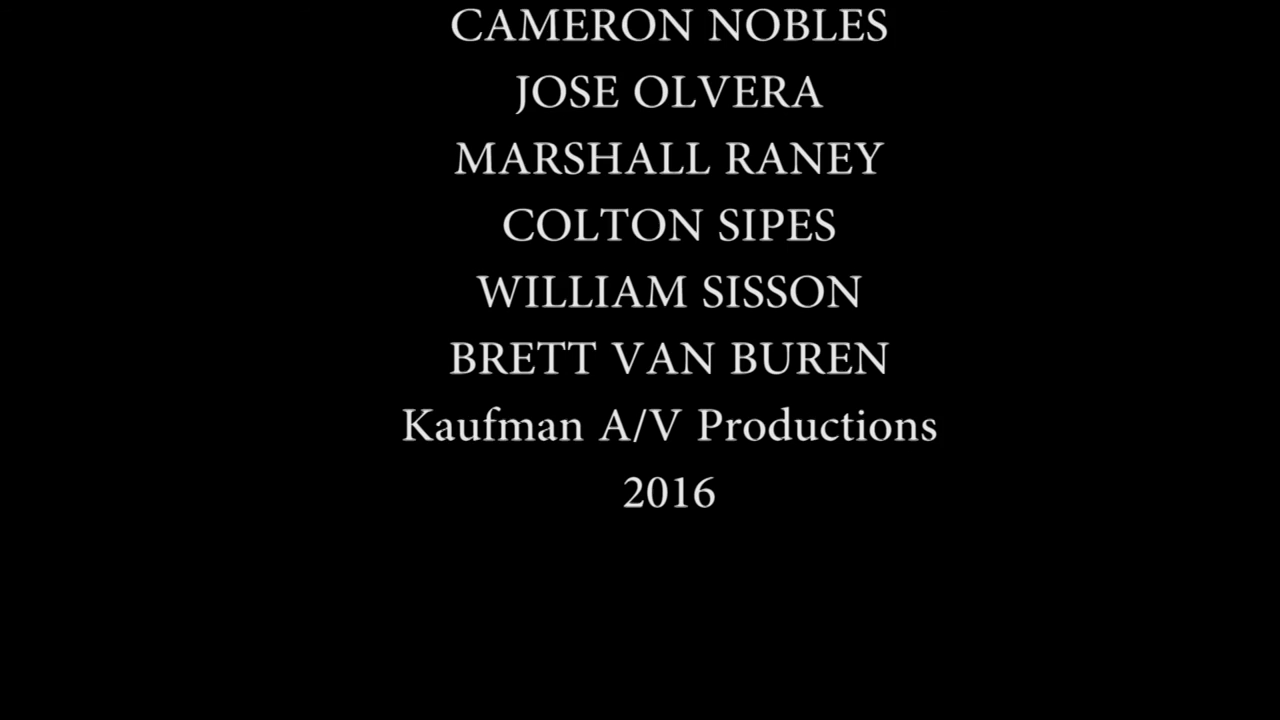 CAMERON NOBLES
JOSE OLVERA
MARSHALL RANEY
COLTON SIPES
WILLIAM SISSON
BRETT VAN BUREN
Kaufman A/V Productions
2016